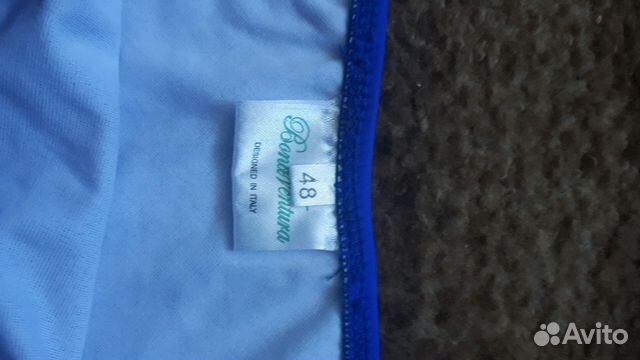 Bonaventura
48
DESIGNED IN ITALY
Avito